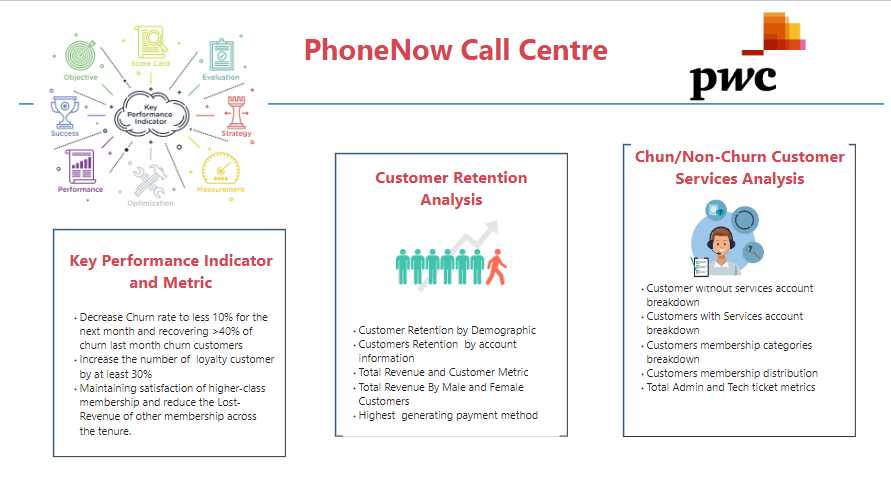 PhoneNow Call Centre
pwc
Score Card
Objective
Evaluation
Key
Performance
Indicator
Success
Strategy
Performance
Measurement
Optimization
Key Performance Indicator
and Metric
• Decrease Churn rate to less 10% for the
next month and recovering >40% of
churn last month churn customers
• Increase the number of loyalty customer
by at least 30%
• Maintaining satisfaction of higher-class
membership and reduce the Lost-
Revenue of other membership across
the tenure.
Customer Retention
Analysis
• Customer Retention by Demographic
• Customers Retention by account
information
• Total Revenue and Customer Metric
• Total Revenue By Male and Female
Customers
• Highest generating payment method
Chun/Non-Churn Customer
Services Analysis
• Customer without services account
breakdown
• Customers with Services account
breakdown
• Customers membership categories
breakdown
• Customers membership distribution
• Total Admin and Tech ticket metrics